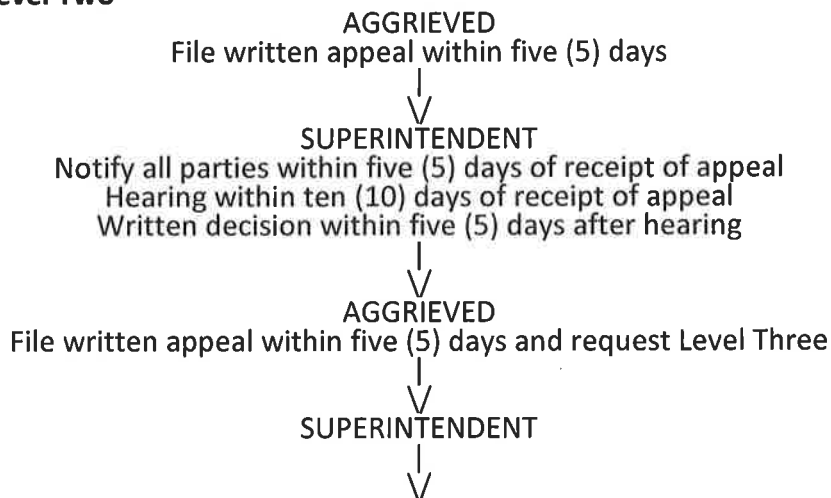 AGGRIEVED
File written appeal within five (5) days
SUPERINTENDENT
Notify all parties within five (5) days of receipt of appeal
Hearing within ten (10) days of receipt of appeal
Written decision within five (5) days after hearing
AGGRIEVED
File written appeal within five (5) days and request Level Three
SUPERINTENDENT